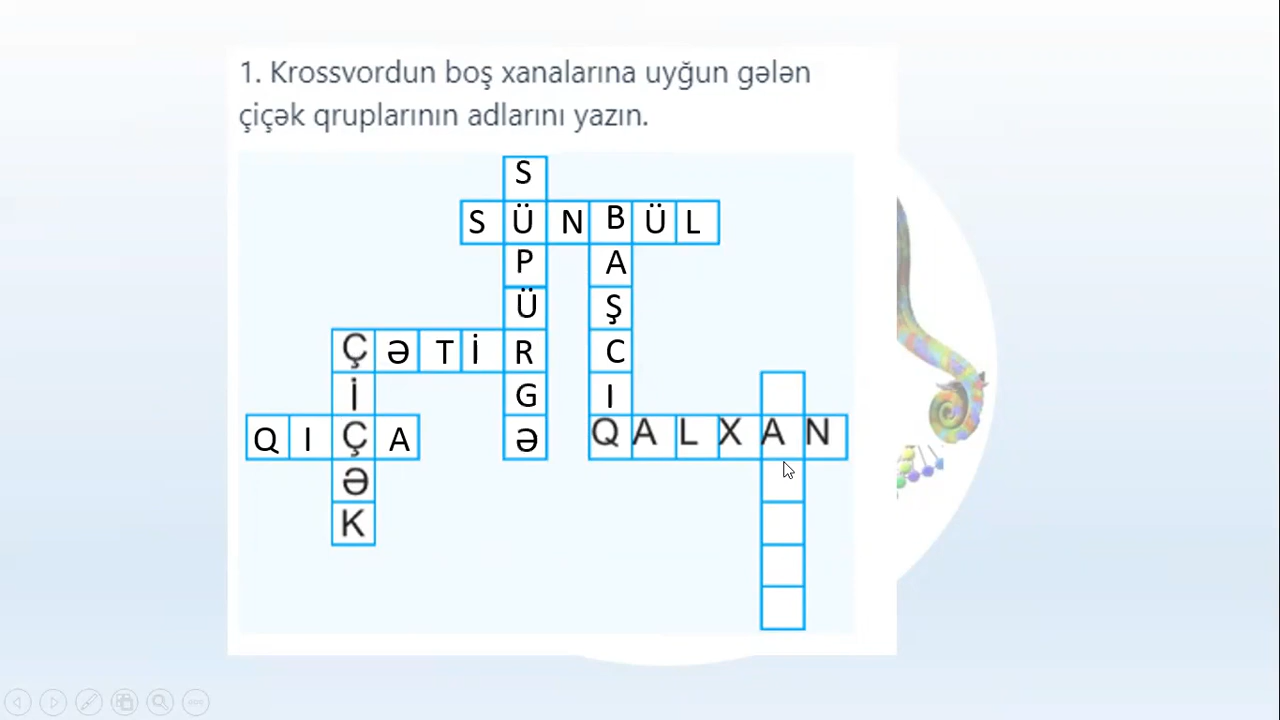 1. Krossvordun boş xanalarına uyğun gələn
çiçək qruplarının adlarını yazın.
S
S Ü N B Ü L
P A
Ü Ş
Ç Ə T İ R C
İ G I
Q I Ç A Ə Q A L X A N
Ə
K